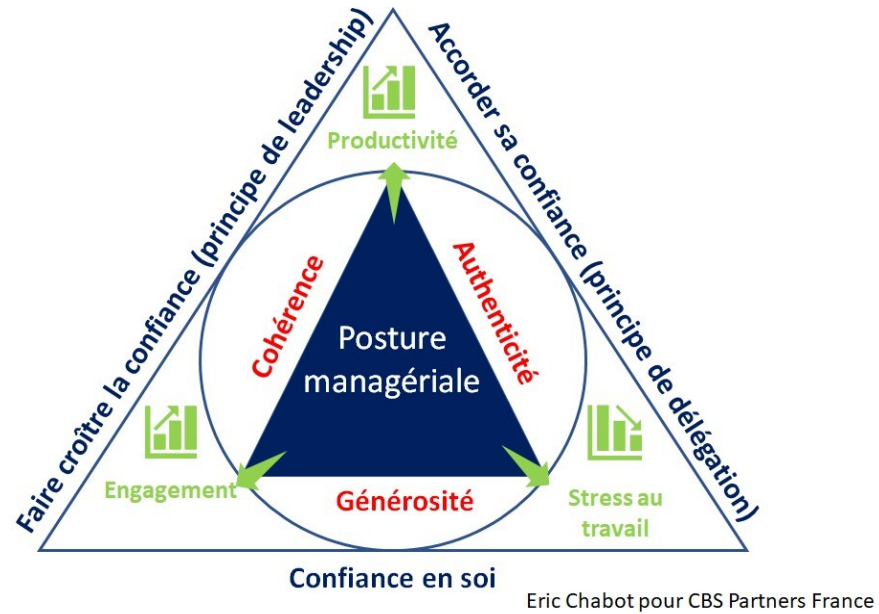 Faire croître la confiance (principe de leadership)
Accorder sa confiance (principe de délégation)
Productivité
Cohérence
Authenticité
Posture
managériale
Engagement
Générosité
Stress au
travail
Confiance en soi
Eric Chabot pour CBS Partners France